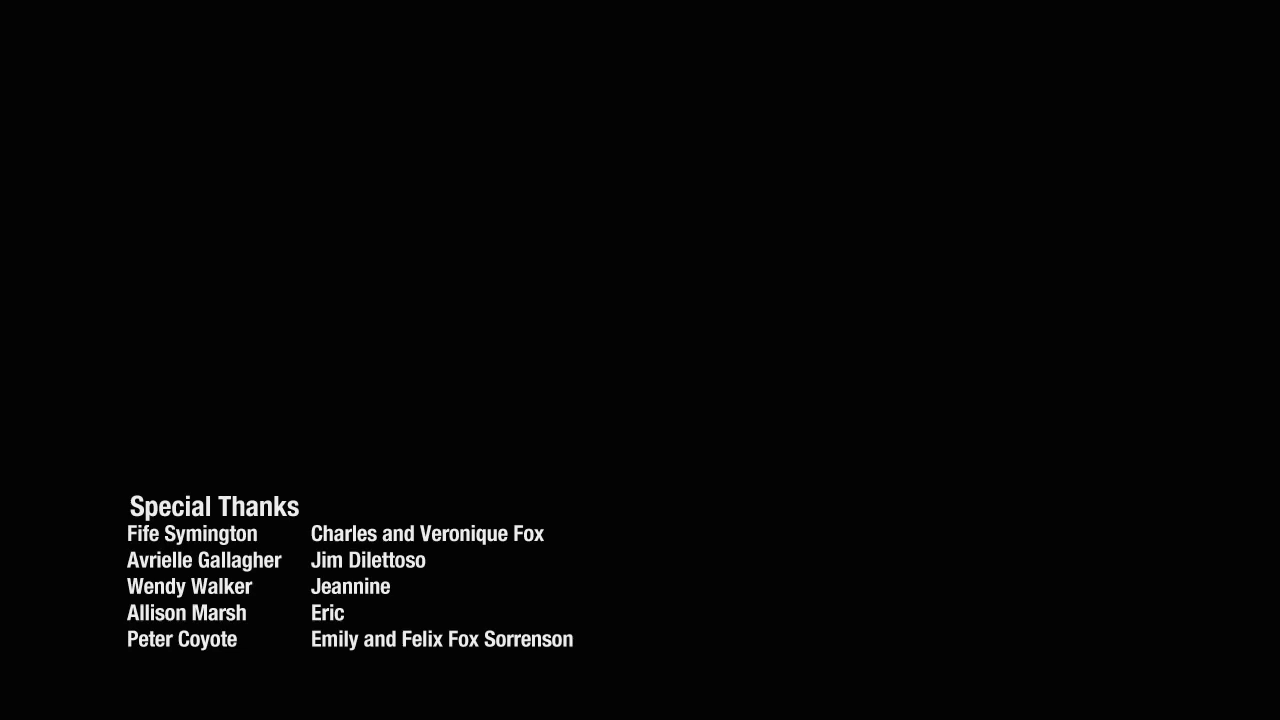 Special Thanks
Fife Symington Charles and Veronique Fox
Avrielle Gallagher Jim Dilettoso
Wendy Walker Jeannine
Allison Marsh Eric
Peter Coyote Emily and Felix Fox Sorrenson